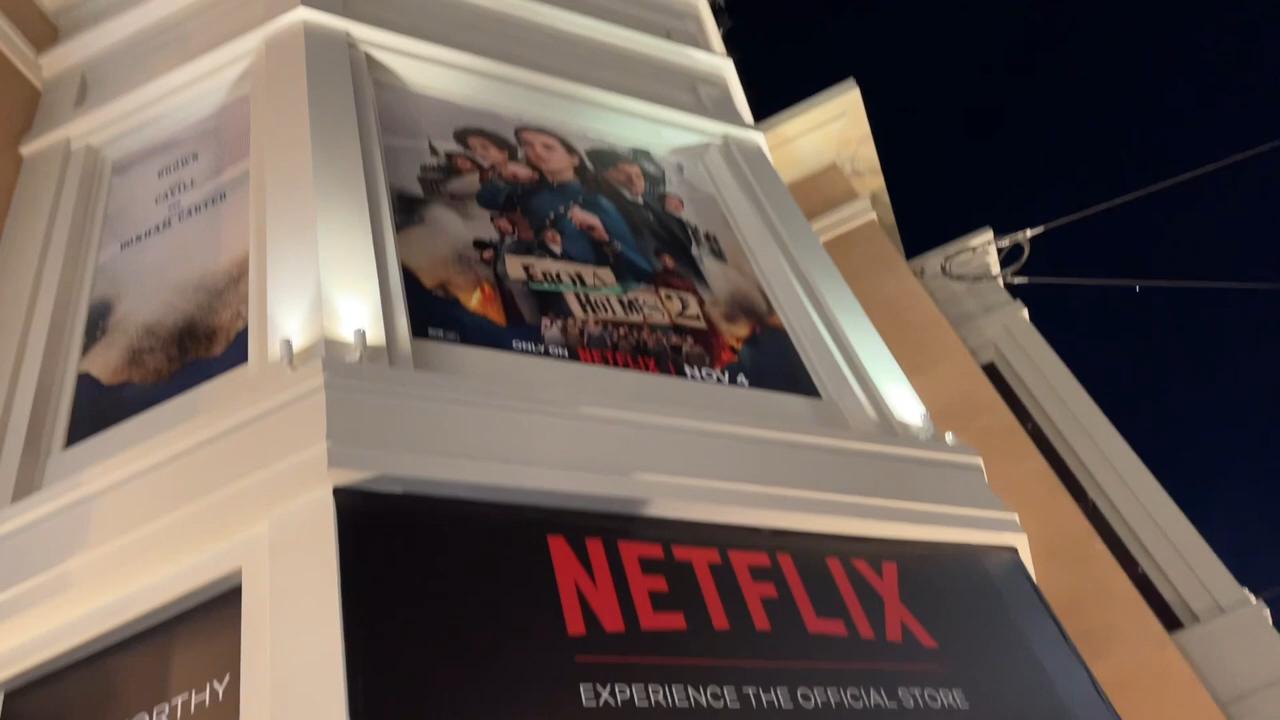 BROWN
CAVILL
BONHAM CARTER
ENOLA
HOLMES 2
ONLY ON NETFLIX | NOV 4
NETFLIX
EXPERIENCE THE OFFICIAL STORE